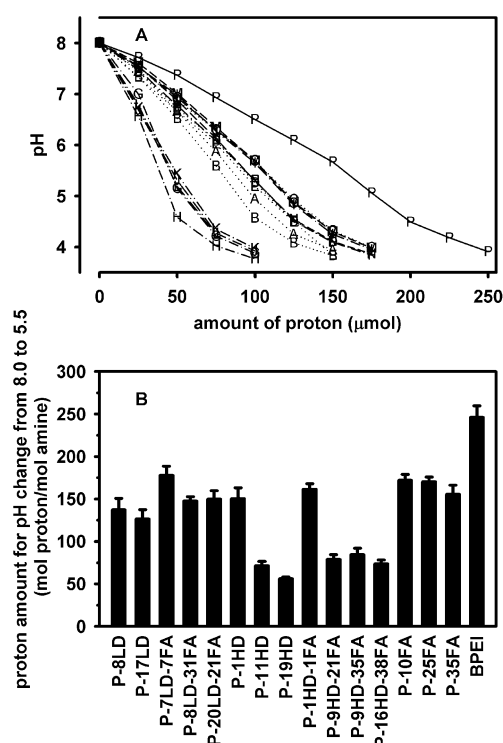 A
8
7
6
5
4
pH
0 50 100 150 200 250
amount of proton (μmol)
proton amount for pH change from 8.0 to 5.5
(mol proton/mol amine)
B
300
250
200
150
100
50
0
P-8LD
P-17LD
P-7LD-7FA
P-8LD-31FA
P-20LD-21FA
P-1HD
P-11HD
P-19HD
P-1HD-1FA
P-9HD-21FA
P-9HD-35FA
P-16HD-38FA
P-10FA
P-25FA
P-35FA
BPEI